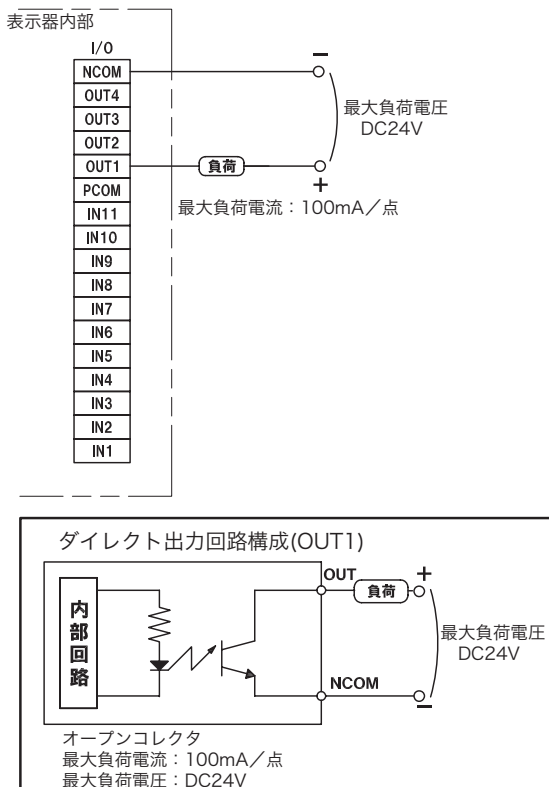 表示器内部
I/O
NCOM
OUT4
OUT3
OUT2
OUT1
PCOM
IN11
IN10
IN9
IN8
IN7
IN6
IN5
IN4
IN3
IN2
IN1
負荷
−
+
最大負荷電圧
DC24V
最大負荷電流：100mA／点
ダイレクト出力回路構成(OUT1)
内部回路
OUT
負荷
+
最大負荷電圧
DC24V
NCOM
−
オープンコレクタ
最大負荷電流：100mA／点
最大負荷電圧：DC24V